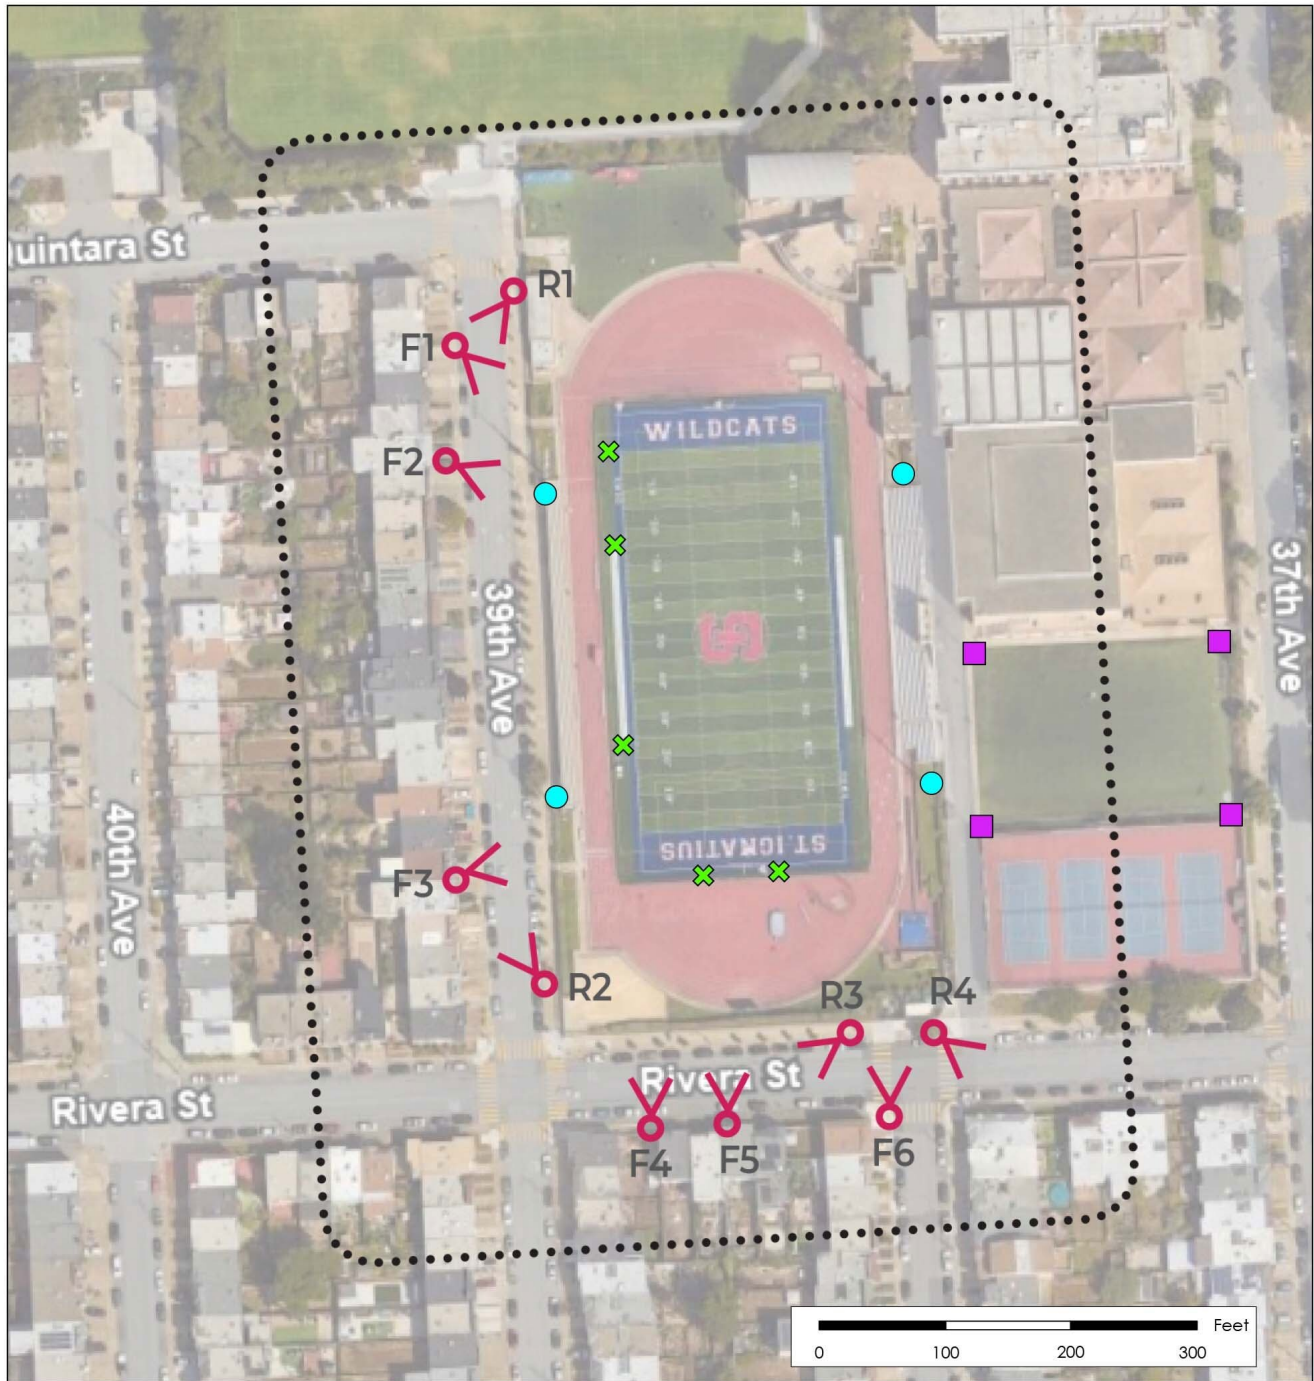 Quintara St
R1
F1
WILDCATS
F2
39th Ave
37th Ave
40th Ave
ST. IGNATIUS
F3
R2
R3
R4
Rivera St
Rivera St
F4
F5
F6
Feet
0 100 200 300